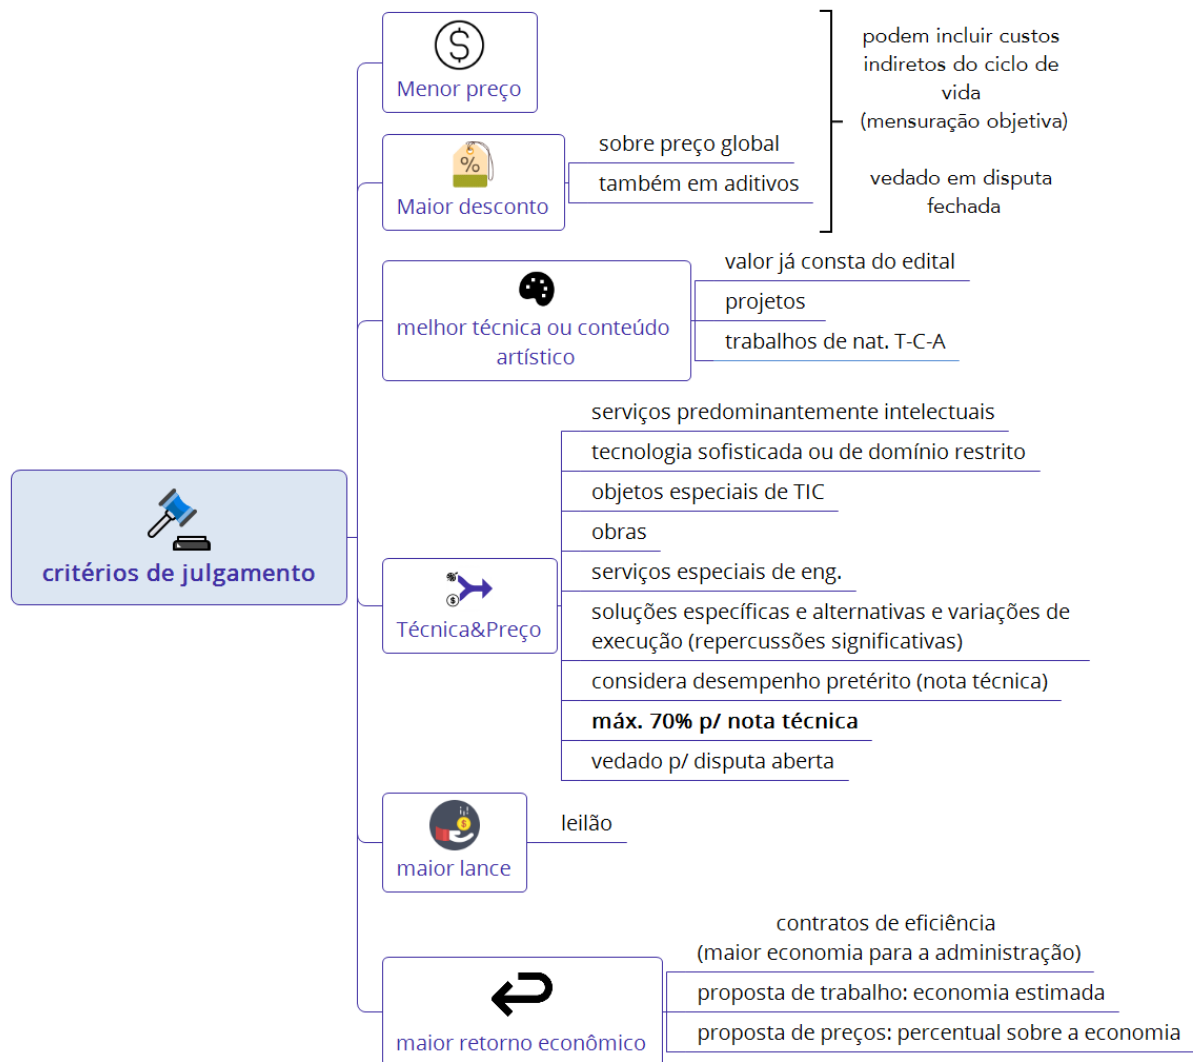 Menor preço
podem incluir custos
indiretos do ciclo de
vida
(mensuração objetiva)
vedado em disputa
fechada
%
Maior desconto
sobre preço global
também em aditivos
melhor técnica ou conteúdo
artístico
valor já consta do edital
projetos
trabalhos de nat. T-C-A
critérios de julgamento
Técnica&Preço
serviços predominantemente intelectuais
tecnologia sofisticada ou de domínio restrito
objetos especiais de TIC
obras
serviços especiais de eng.
soluções específicas e alternativas e variações de
execução (repercussões significativas)
considera desempenho pretérito (nota técnica)
máx. 70% p/ nota técnica
vedado p/ disputa aberta
maior lance
leilão
maior retorno econômico
contratos de eficiência
(maior economia para a administração)
proposta de trabalho: economia estimada
proposta de preços: percentual sobre a economia